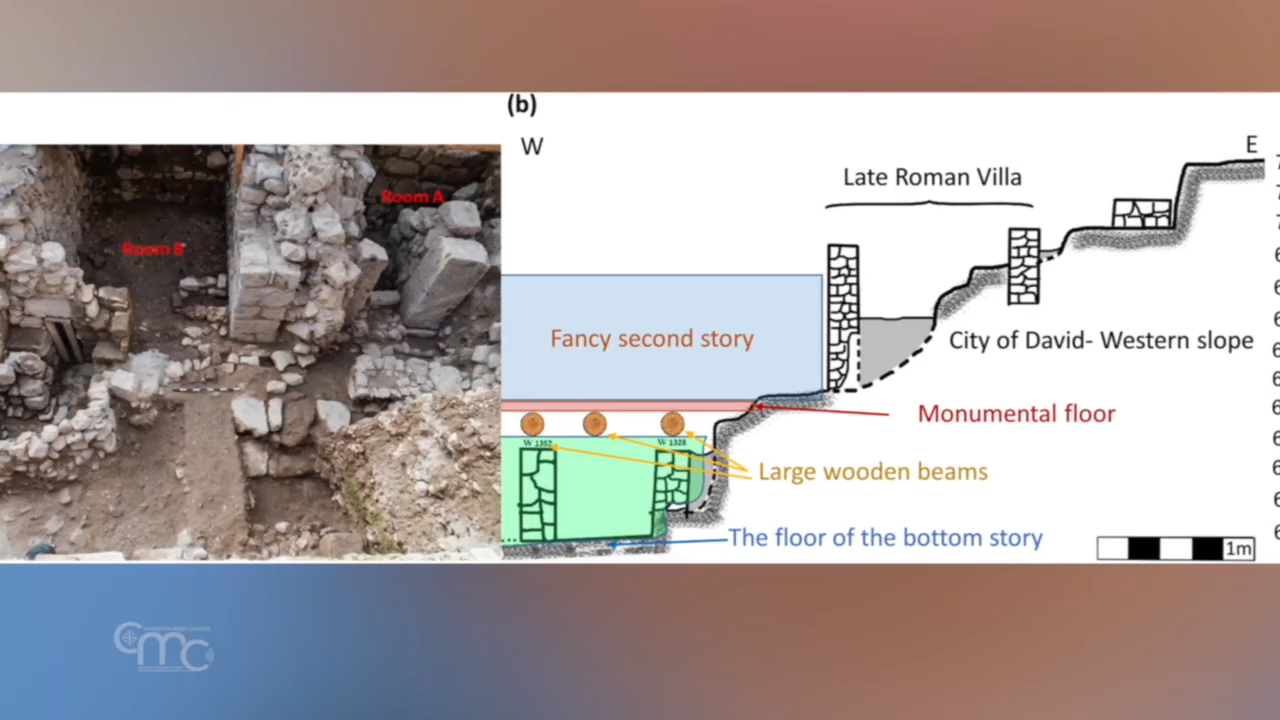 (b)
W
E
Late Roman Villa
Room A
Room B
Fancy second story
City of David- Western slope
Monumental floor
W 1328
Large wooden beams
The floor of the bottom story
1m
CMC